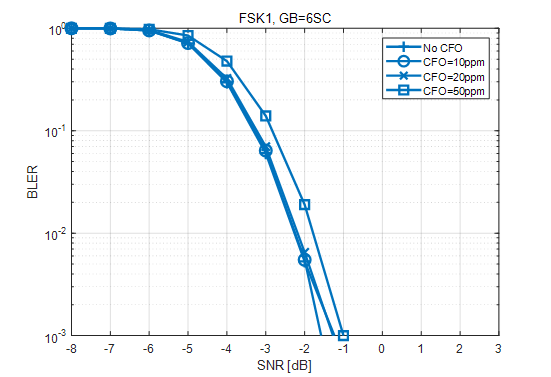 FSK1, GB=6SC
No CFO
CFO=10ppm
CFO=20ppm
CFO=50ppm
10^0
10^-1
10^-2
10^-3
BLER
-8 -7 -6 -5 -4 -3 -2 -1 0 1 2 3
SNR [dB]